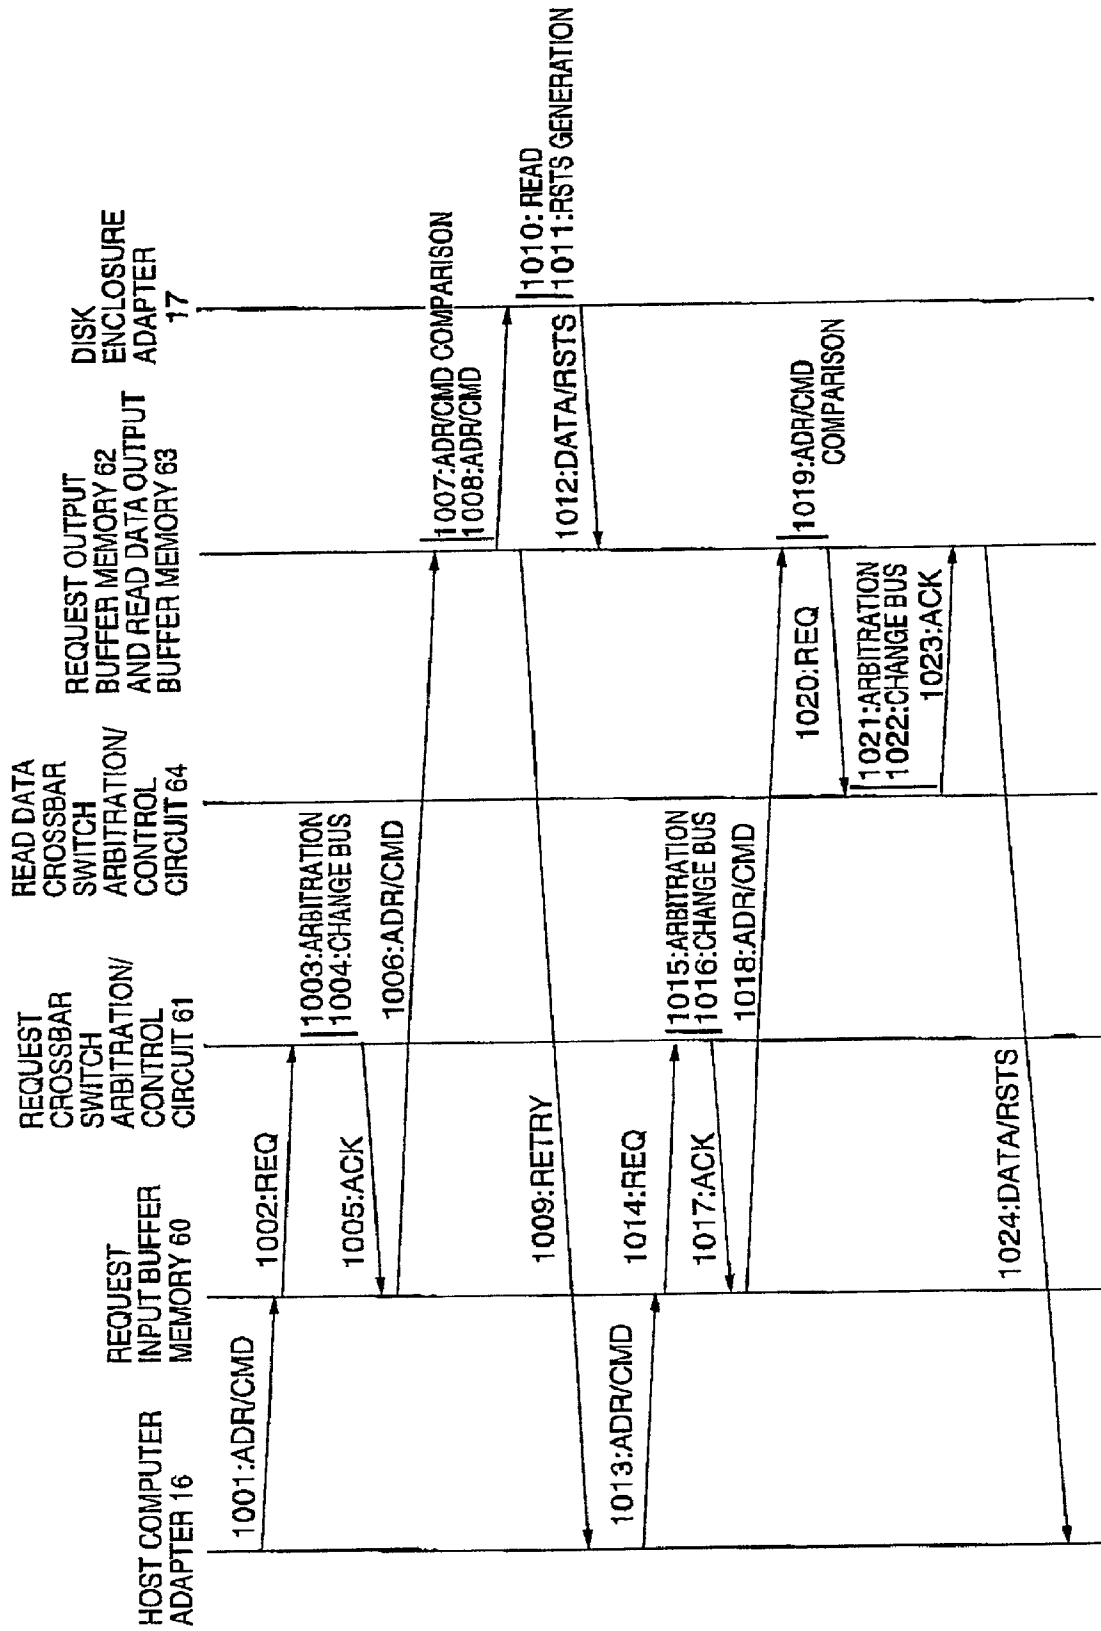 HOST COMPUTER
ADAPTER 16
REQUEST
INPUT BUFFER
MEMORY 60
REQUEST
CROSSBAR
SWITCH
ARBITRATION/
CONTROL
CIRCUIT 61
READ DATA
CROSSBAR
SWITCH
ARBITRATION/
CONTROL
CIRCUIT 64
REQUEST OUTPUT
BUFFER MEMORY 62
AND READ DATA OUTPUT
BUFFER MEMORY 63
DISK
ENCLOSURE
ADAPTER
17
1001:ADR/CMD
1002:REQ
1003:ARBITRATION
1004:CHANGE BUS
1005:ACK
1006:ADR/CMD
1007:ADR/CMD COMPARISON
1008:ADR/CMD
1009:RETRY
1010:READ
1011:RSTS GENERATION
1012:DATA/RSTS
1013:ADR/CMD
1014:REQ
1015:ARBITRATION
1016:CHANGE BUS
1017:ACK
1018:ADR/CMD
1019:ADR/CMD
COMPARISON
1020:REQ
1021:ARBITRATION
1022:CHANGE BUS
1023:ACK
1024:DATA/RSTS